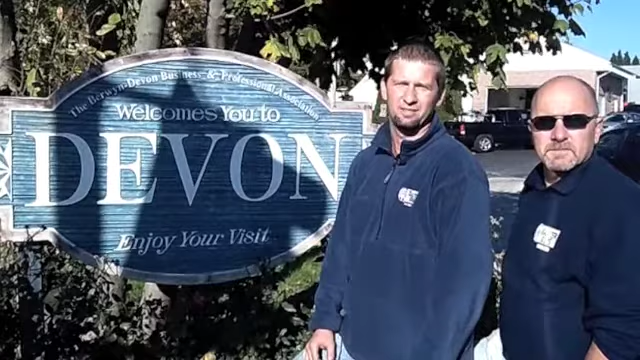 The Berwyn-Devon Business & Professional Association
Welcomes You to
DEVON
Enjoy Your Visit